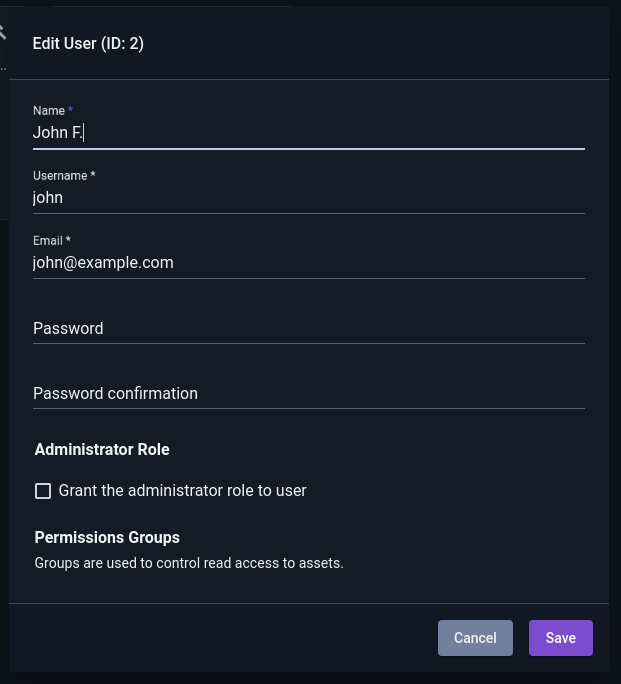 Edit User (ID: 2)
Name *
John F.
Username *
john
Email *
john@example.com
Password
Password confirmation
Administrator Role
Grant the administrator role to user
Permissions Groups
Groups are used to control read access to assets.
Cancel Save